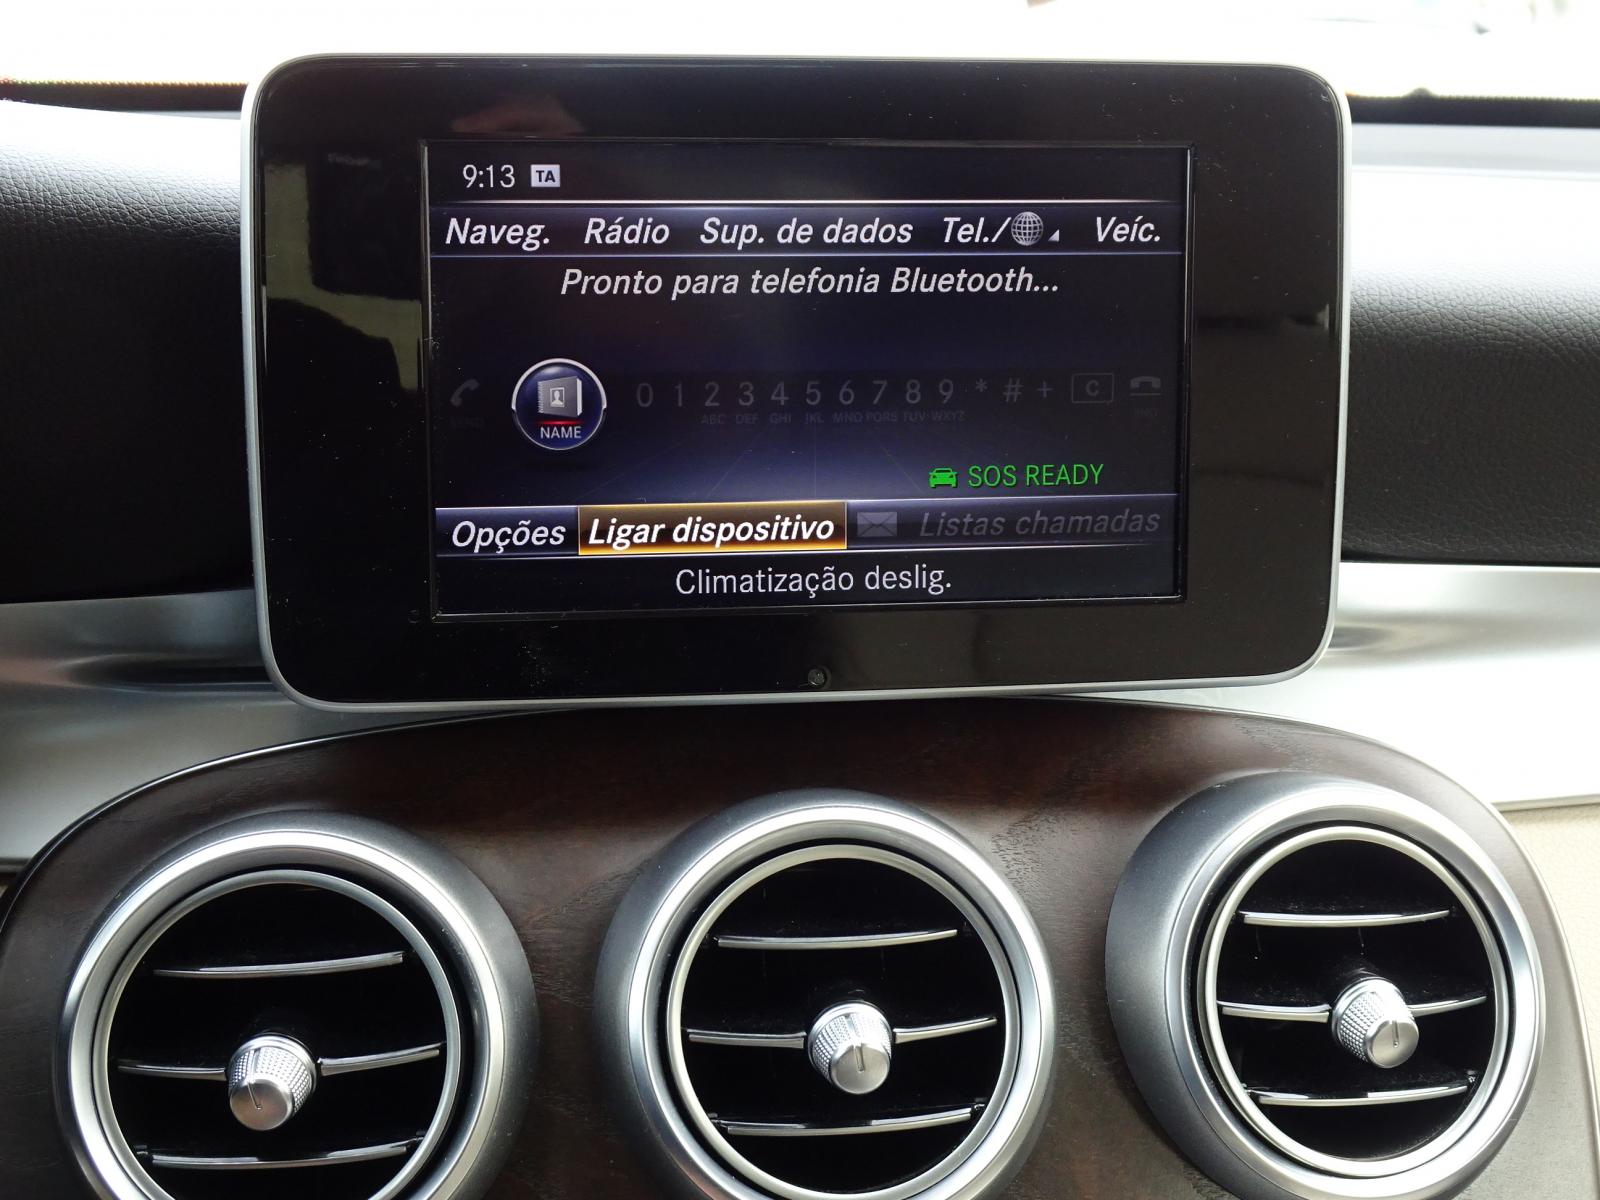 9:13 TA
Naveg. Rádio Sup. de dados Tel./ Veíc.
Pronto para telefonia Bluetooth...
0 1 2 3 4 5 6 7 8 9 * # + C
ABC DEF GHI JKL MNO PQRS TUV WXYZ
NAME
SOS READY
Opções Ligar dispositivo Listas chamadas
Climatização deslig.